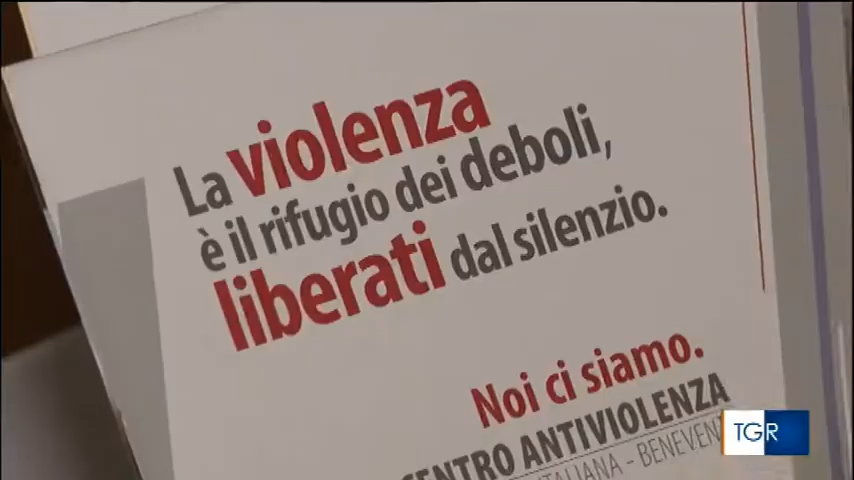 La violenza
è il rifugio dei deboli,
liberati dal silenzio.
Noi ci siamo.
CENTRO ANTIVIOLENZA
ITALIANA - BENEVEN
TGR